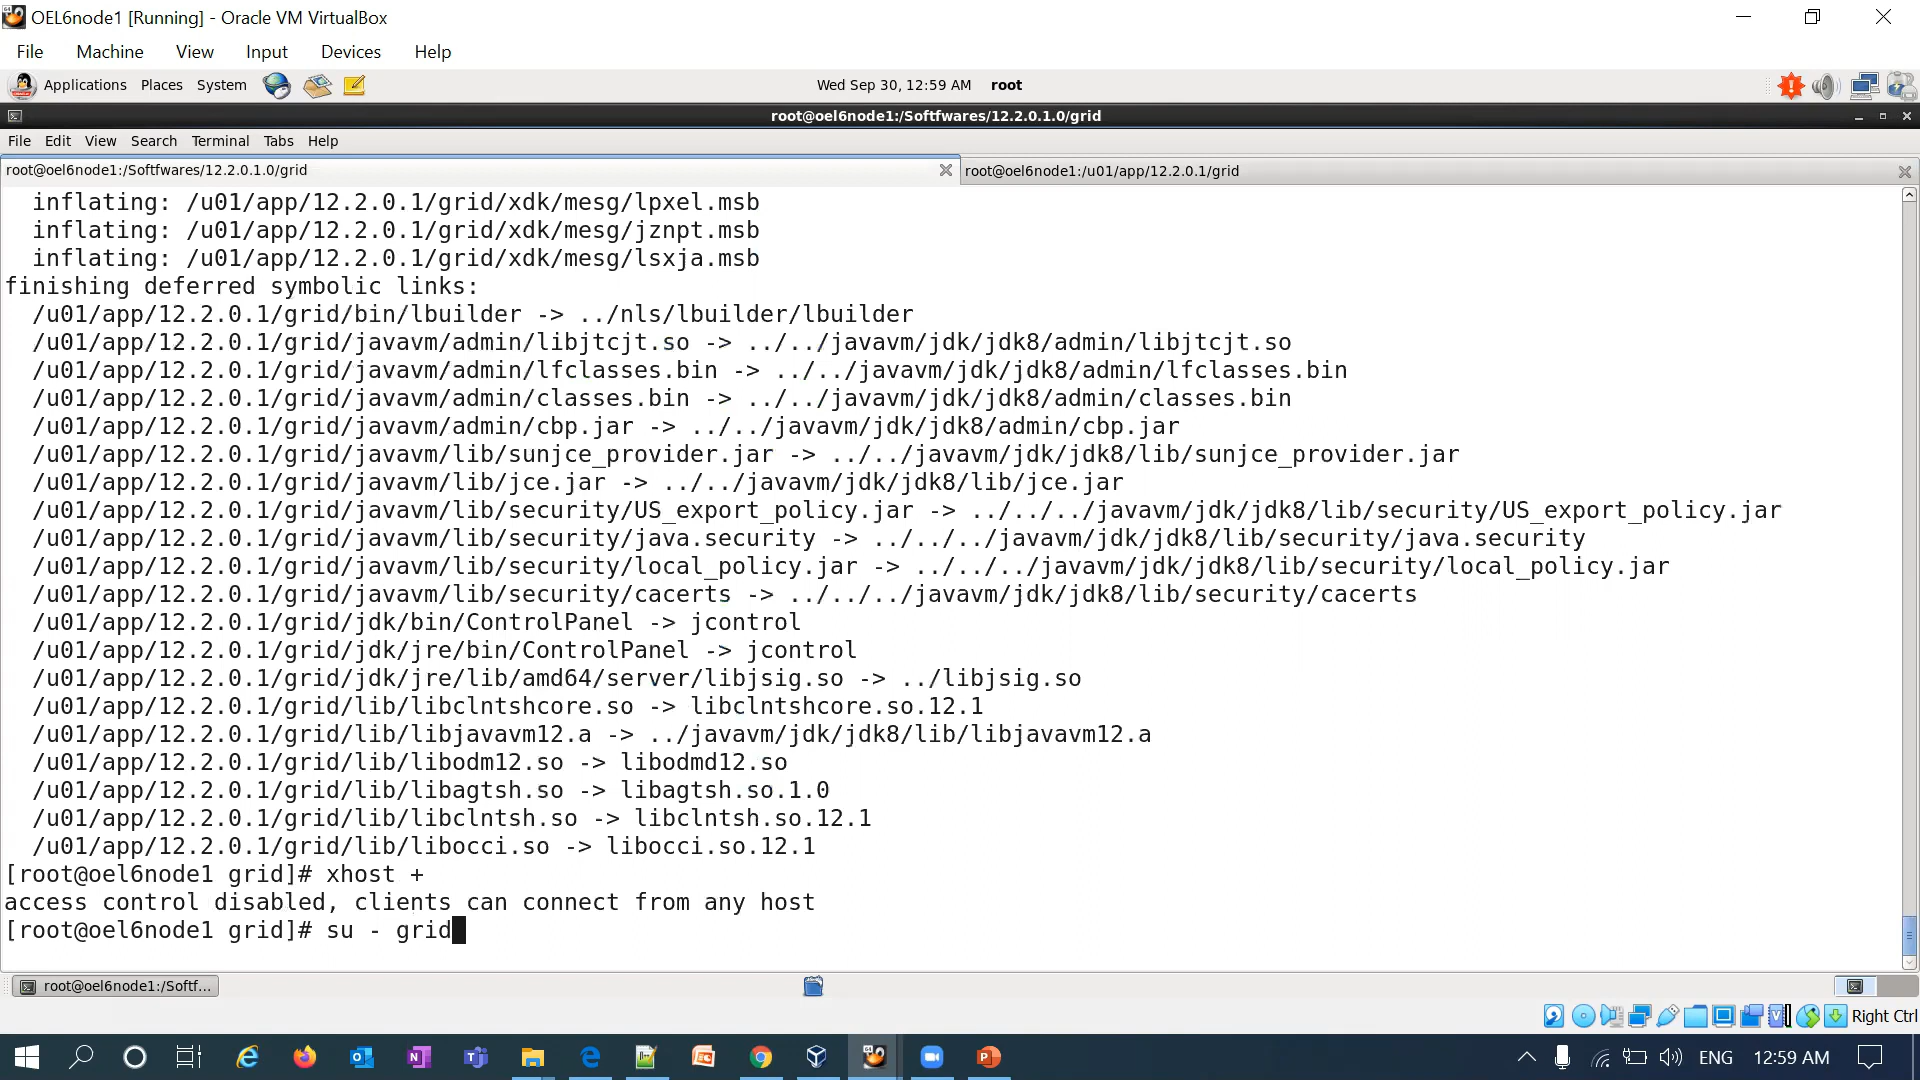 OEL6node1 [Running] - Oracle VM VirtualBox
File Machine View Input Devices Help
Applications Places System Wed Sep 30, 12:59 AM root
root@oel6node1:/Softfwares/12.2.0.1.0/grid
File Edit View Search Terminal Tabs Help
root@oel6node1:/Softfwares/12.2.0.1.0/grid root@oel6node1:/u01/app/12.2.0.1/grid
inflating: /u01/app/12.2.0.1/grid/xdk/mesg/lpxel.msb
inflating: /u01/app/12.2.0.1/grid/xdk/mesg/jznpt.msb
inflating: /u01/app/12.2.0.1/grid/xdk/mesg/lsxja.msb
finishing deferred symbolic links:
/u01/app/12.2.0.1/grid/bin/lbuilder -> ../nls/lbuilder/lbuilder
/u01/app/12.2.0.1/grid/javavm/admin/libjtcjt.so -> ../../javavm/jdk/jdk8/admin/libjtcjt.so
/u01/app/12.2.0.1/grid/javavm/admin/lfclasses.bin -> ../../javavm/jdk/jdk8/admin/lfclasses.bin
/u01/app/12.2.0.1/grid/javavm/admin/classes.bin -> ../../javavm/jdk/jdk8/admin/classes.bin
/u01/app/12.2.0.1/grid/javavm/admin/cbp.jar -> ../../javavm/jdk/jdk8/admin/cbp.jar
/u01/app/12.2.0.1/grid/javavm/lib/sunjce_provider.jar -> ../../javavm/jdk/jdk8/lib/sunjce_provider.jar
/u01/app/12.2.0.1/grid/javavm/lib/jce.jar -> ../../javavm/jdk/jdk8/lib/jce.jar
/u01/app/12.2.0.1/grid/javavm/lib/security/US_export_policy.jar -> ../../../javavm/jdk/jdk8/lib/security/US_export_policy.jar
/u01/app/12.2.0.1/grid/javavm/lib/security/java.security -> ../../../javavm/jdk/jdk8/lib/security/java.security
/u01/app/12.2.0.1/grid/javavm/lib/security/local_policy.jar -> ../../../javavm/jdk/jdk8/lib/security/local_policy.jar
/u01/app/12.2.0.1/grid/javavm/lib/security/cacerts -> ../../../javavm/jdk/jdk8/lib/security/cacerts
/u01/app/12.2.0.1/grid/jdk/bin/ControlPanel -> jcontrol
/u01/app/12.2.0.1/grid/jdk/jre/bin/ControlPanel -> jcontrol
/u01/app/12.2.0.1/grid/jdk/jre/lib/amd64/server/libjsig.so -> ../libjsig.so
/u01/app/12.2.0.1/grid/lib/libclntshcore.so -> libclntshcore.so.12.1
/u01/app/12.2.0.1/grid/lib/libjavavm12.a -> ../javavm/jdk/jdk8/lib/libjavavm12.a
/u01/app/12.2.0.1/grid/lib/libodm12.so -> libodmd12.so
/u01/app/12.2.0.1/grid/lib/libagtsh.so -> libagtsh.so.1.0
/u01/app/12.2.0.1/grid/lib/libclntsh.so -> libclntsh.so.12.1
/u01/app/12.2.0.1/grid/lib/libocci.so -> libocci.so.12.1
[root@oel6node1 grid]# xhost +
access control disabled, clients can connect from any host
[root@oel6node1 grid]# su - grid
root@oel6node1:/Softf...
Right Ctrl
ENG 12:59 AM